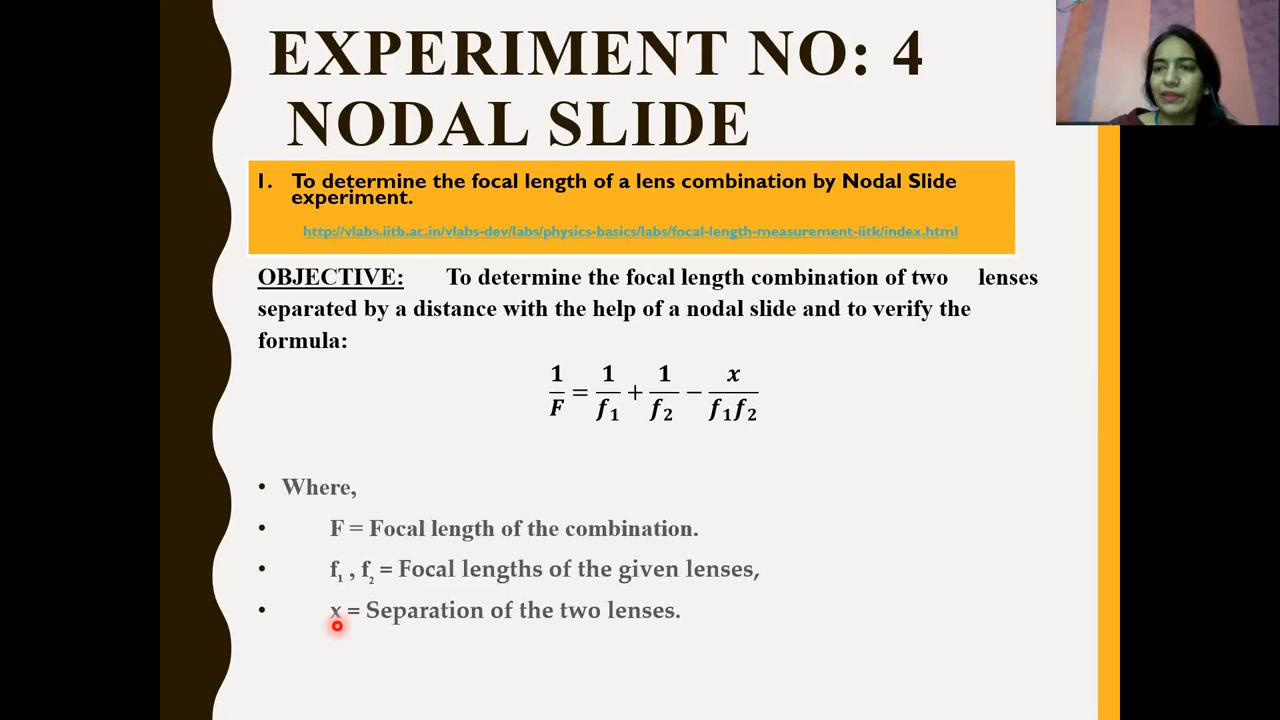 EXPERIMENT NO: 4
NODAL SLIDE
1. To determine the focal length of a lens combination by Nodal Slide
experiment.
http://vlabs.iitb.ac.in/vlabs-dev/labs/physics-basics/labs/focal-length-measurement-iitk/index.html
OBJECTIVE: To determine the focal length combination of two lenses
separated by a distance with the help of a nodal slide and to verify the
formula:
1/F = 1/f₁ + 1/f₂ − x/f₁f₂
• Where,
• F = Focal length of the combination.
• f₁ , f₂ = Focal lengths of the given lenses,
• x = Separation of the two lenses.